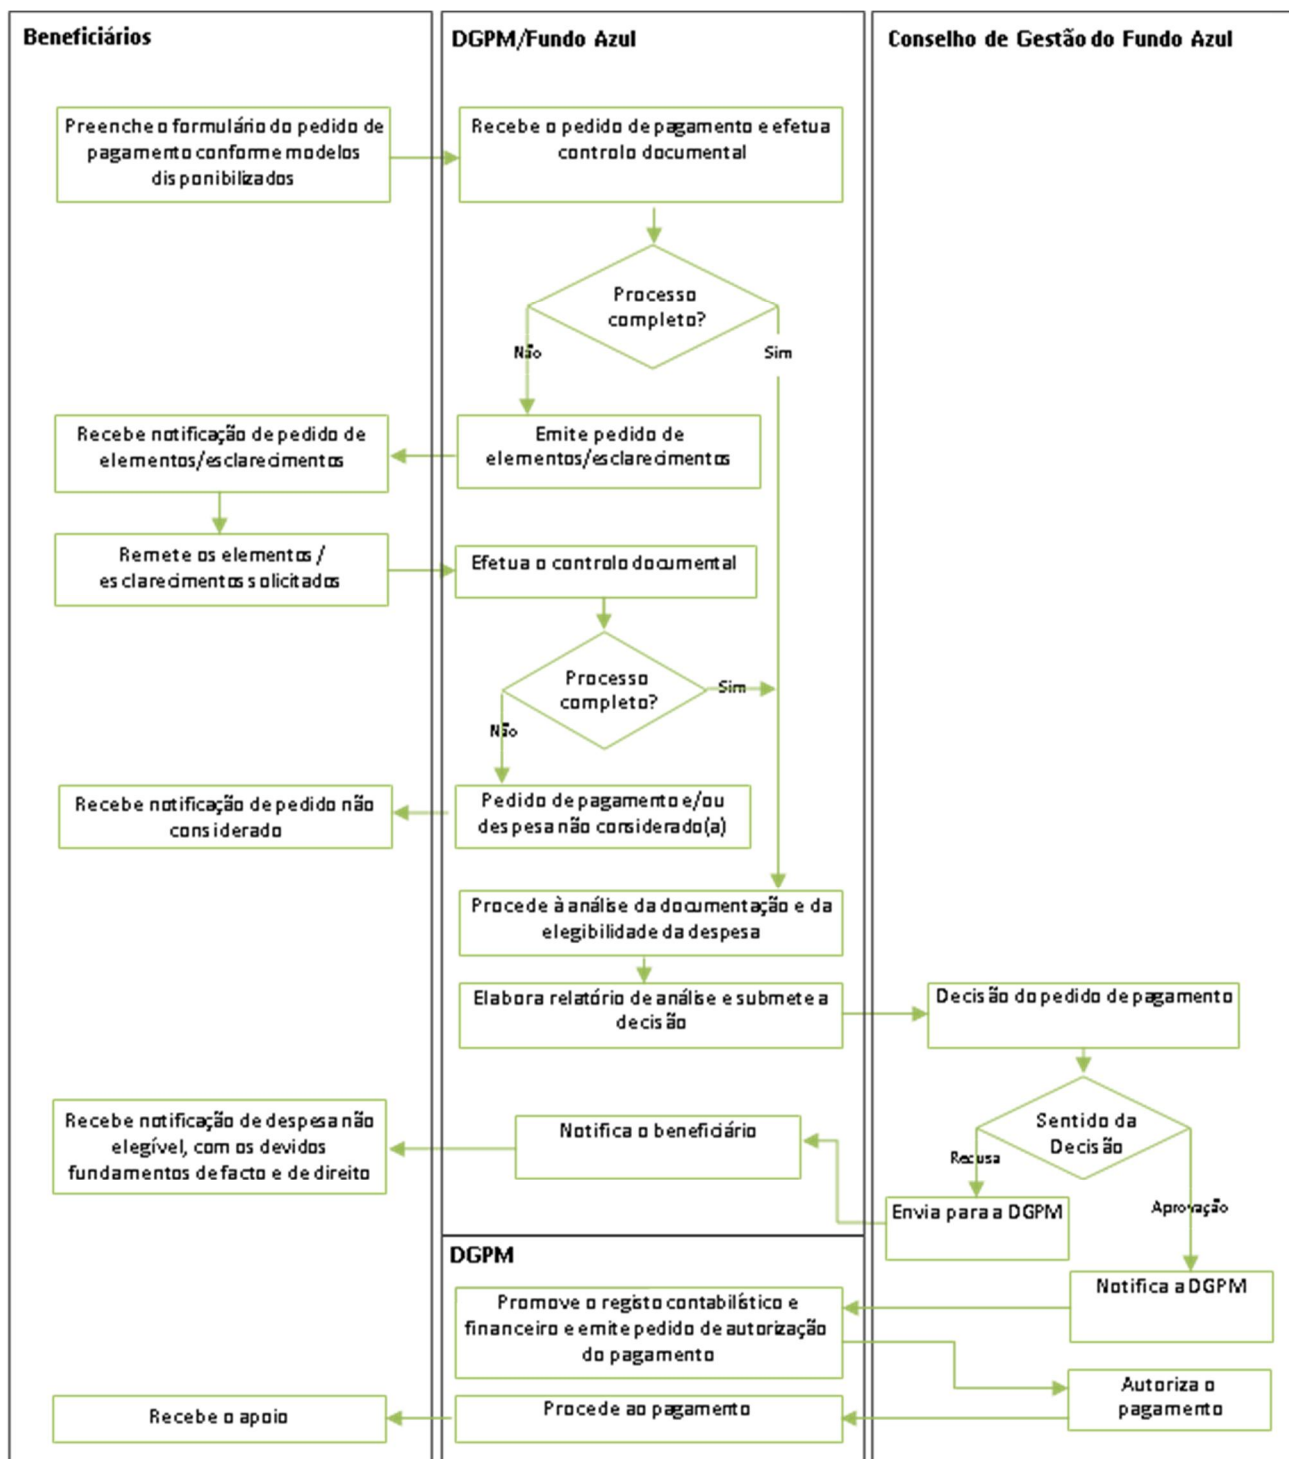 Beneficiários
DGPM/Fundo Azul
Conselho de Gestão do Fundo Azul
Preenche o formulário do pedido de
pagamento conforme modelos
disponibilizados
Recebe o pedido de pagamento e efetua
controlo documental
Processo
completo?
Não
Sim
Recebe notificação de pedido de
elementos/esclarecimentos
Emite pedido de
elementos/esclarecimentos
Remete os elementos /
esclarecimentos solicitados
Efetua o controlo documental
Processo
completo?
Sim
Não
Recebe notificação de pedido não
considerado
Pedido de pagamento e/ou
despesa não considerado(a)
Procede à análise da documentação e da
elegibilidade da despesa
Elabora relatório de análise e submete a
decisão
Decisão do pedido de pagamento
Sentido da
Decisão
Recusa
Aprovação
Recebe notificação de despesa não
elegível, com os devidos
fundamentos de facto e de direito
Notifica o beneficiário
Envia para a DGPM
DGPM
Notifica a DGPM
Promove o registo contabilístico e
financeiro e emite pedido de autorização
do pagamento
Autoriza o
pagamento
Procede ao pagamento
Recebe o apoio